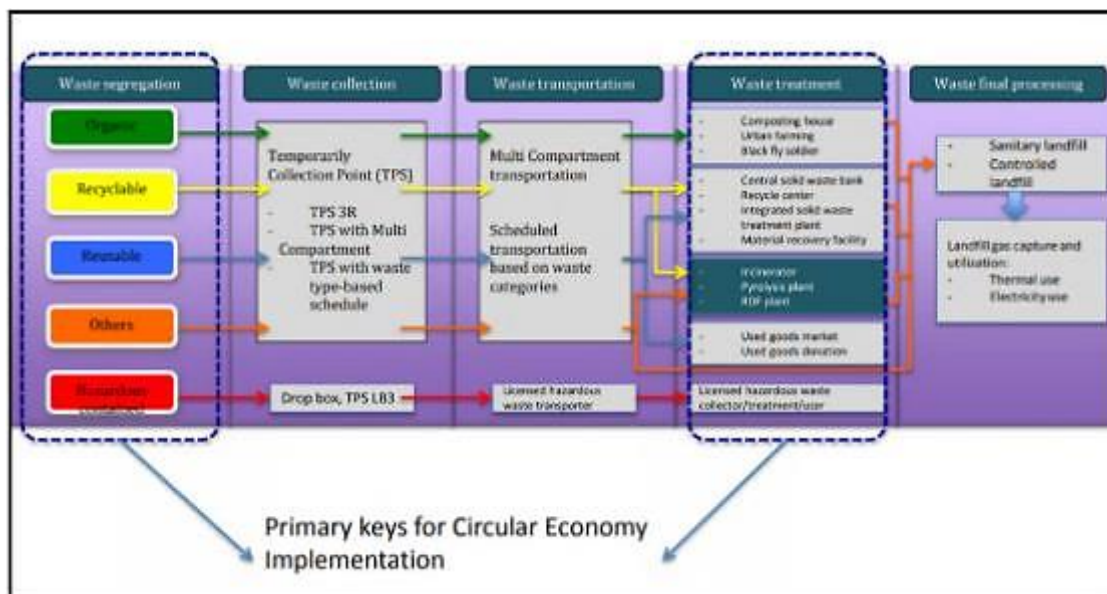 Waste segregation
Waste collection
Waste transportation
Waste treatment
Waste final processing
Organic
Recyclable
Reusable
Others
Hazardous
Temporarily
Collection Point (TPS)
- TPS 3R
- TPS with Multi
Compartment
- TPS with waste
type-based
schedule
Drop box, TPS LB3
Multi Compartment
transportation
Scheduled
transportation
based on waste
categories
Licensed hazardous
waste transporter
- Composting house
- Urban farming
- Black fly soldier
- Central solid waste bank
- Recycle center
- Integrated solid waste
treatment plant
- Material recovery facility
- Incinerator
- Pyrolysis plant
- RDF plant
- Used goods market
- Used goods donation
Licensed hazardous waste
collector/treatment/user
- Sanitary landfill
- Controlled
landfill
Landfill gas capture and
utilization:
- Thermal use
- Electricity use
Primary keys for Circular Economy
Implementation